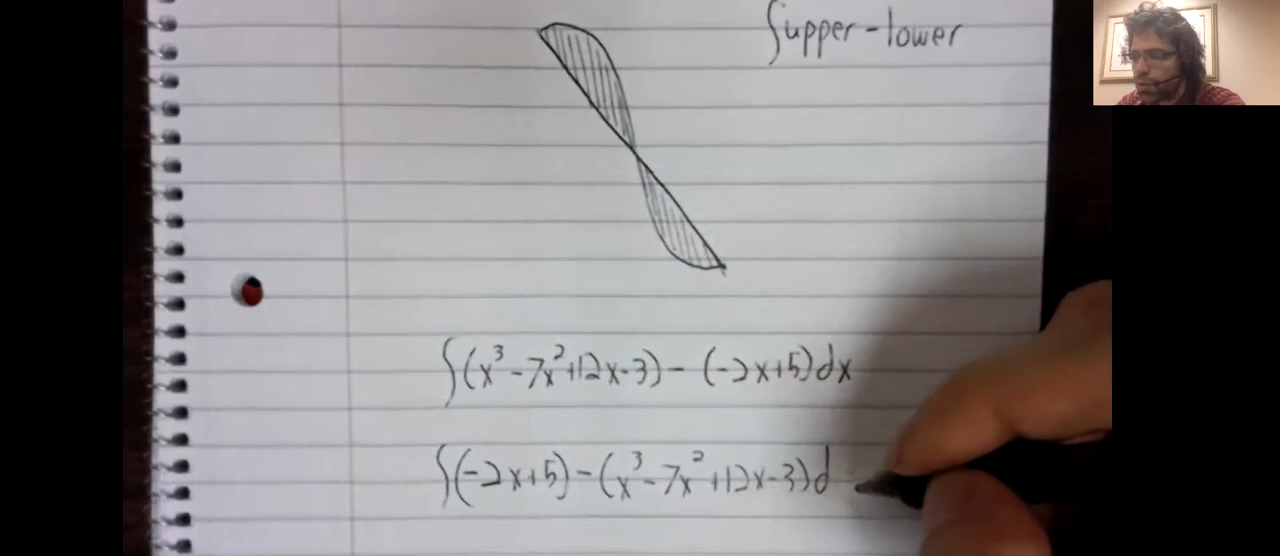 ∫upper-lower
∫(x³-7x²+12x-3)-(-2x+5)dx
∫(-2x+5)-(x³-7x²+12x-3)d